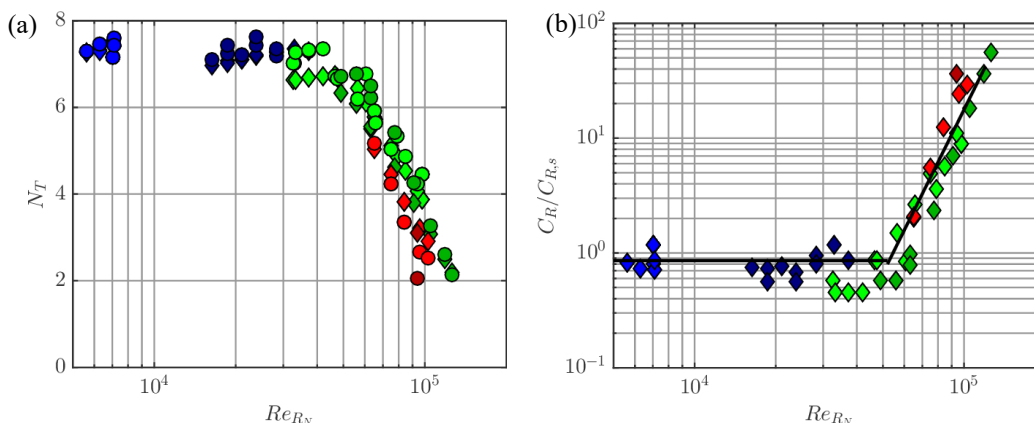 (a)
8
6
4
2
0
N_T
10^4
10^5
Re_{R_N}
(b)
10^2
10^1
10^0
10^{-1}
C_R/C_{R,s}
10^4
10^5
Re_{R_N}